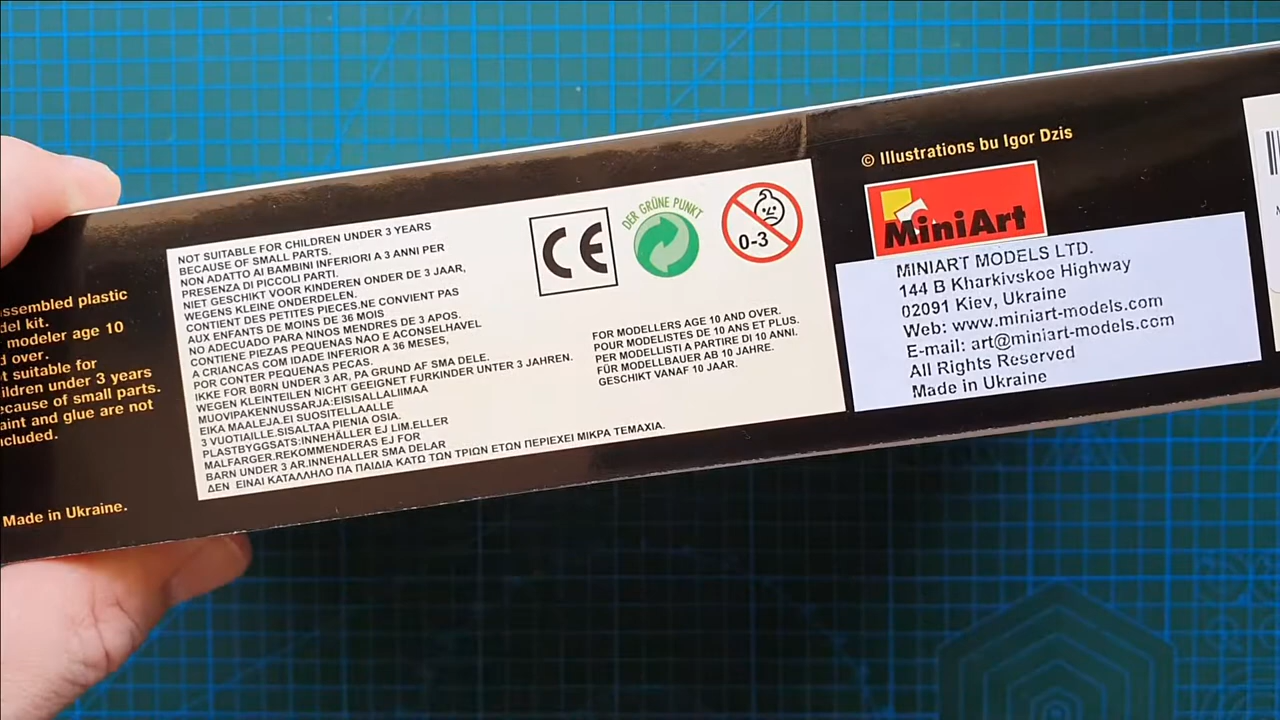 ssembled plastic
del kit.
modeler age 10
d over.
t suitable for
ildren under 3 years
ecause of small parts.
aint and glue are not
ncluded.
Made in Ukraine.
NOT SUITABLE FOR CHILDREN UNDER 3 YEARS
BECAUSE OF SMALL PARTS.
NON ADATTO AI BAMBINI INFERIORI A 3 ANNI PER
PRESENZA DI PICCOLI PARTI.
NIET GESCHIKT VOOR KINDEREN ONDER DE 3 JAAR,
WEGENS KLEINE ONDERDELEN.
CONTIENT DES PETITES PIECES.NE CONVIENT PAS
AUX ENFANTS DE MOINS DE 36 MOIS
NO ADECUADO PARA NINOS MENDRES DE 3 APOS.
CONTIENE PIEZAS PEQUENAS NAO E ACONSELHAVEL
A CRIANCAS COM IDADE INFERIOR A 36 MESES,
POR CONTER PEQUENAS PECAS.
IKKE FOR BORN UNDER 3 AR, PA GRUND AF SMA DELE.
WEGEN KLEINTEILEN NICHT GEEIGNET FURKINDER UNTER 3 JAHREN.
MUOVIPAKENNUSSARJA:EISISALLALIIMAA
EIKA MAALEJA.EI SUOSITELLAALLE
3 VUOTIAILLE.SISALTAA PIENIA OSIA.
PLASTBYGGSATS:INNEHÄLLER EJ LIM.ELLER
MALFARGER.REKOMMENDERAS EJ FOR
BARN UNDER 3 AR.INNEHALLER SMA DELAR
ΔΕΝ ΕΙΝΑΙ ΚΑΤΑΛΛΗΛΟ ΠΑ ΠΑΙΔΙΑ ΚΑΤΩ ΤΩΝ ΤΡΙΩΝ ΕΤΩΝ ΠΕΡΙΕΧΕΙ ΜΙΚΡΑ ΤΕΜΑΧΙΑ.
CE
DER GRÜNE PUNKT
0-3
FOR MODELLERS AGE 10 AND OVER.
POUR MODELISTES DE 10 ANS ET PLUS.
PER MODELLISTI A PARTIRE DI 10 ANNI.
FÜR MODELLBAUER AB 10 JAHRE.
GESCHIKT VANAF 10 JAAR.
© Illustrations bu Igor Dzis
MiniArt
MINIART MODELS LTD.
144 B Kharkivskoe Highway
02091 Kiev, Ukraine
Web: www.miniart-models.com
E-mail: art@miniart-models.com
All Rights Reserved
Made in Ukraine